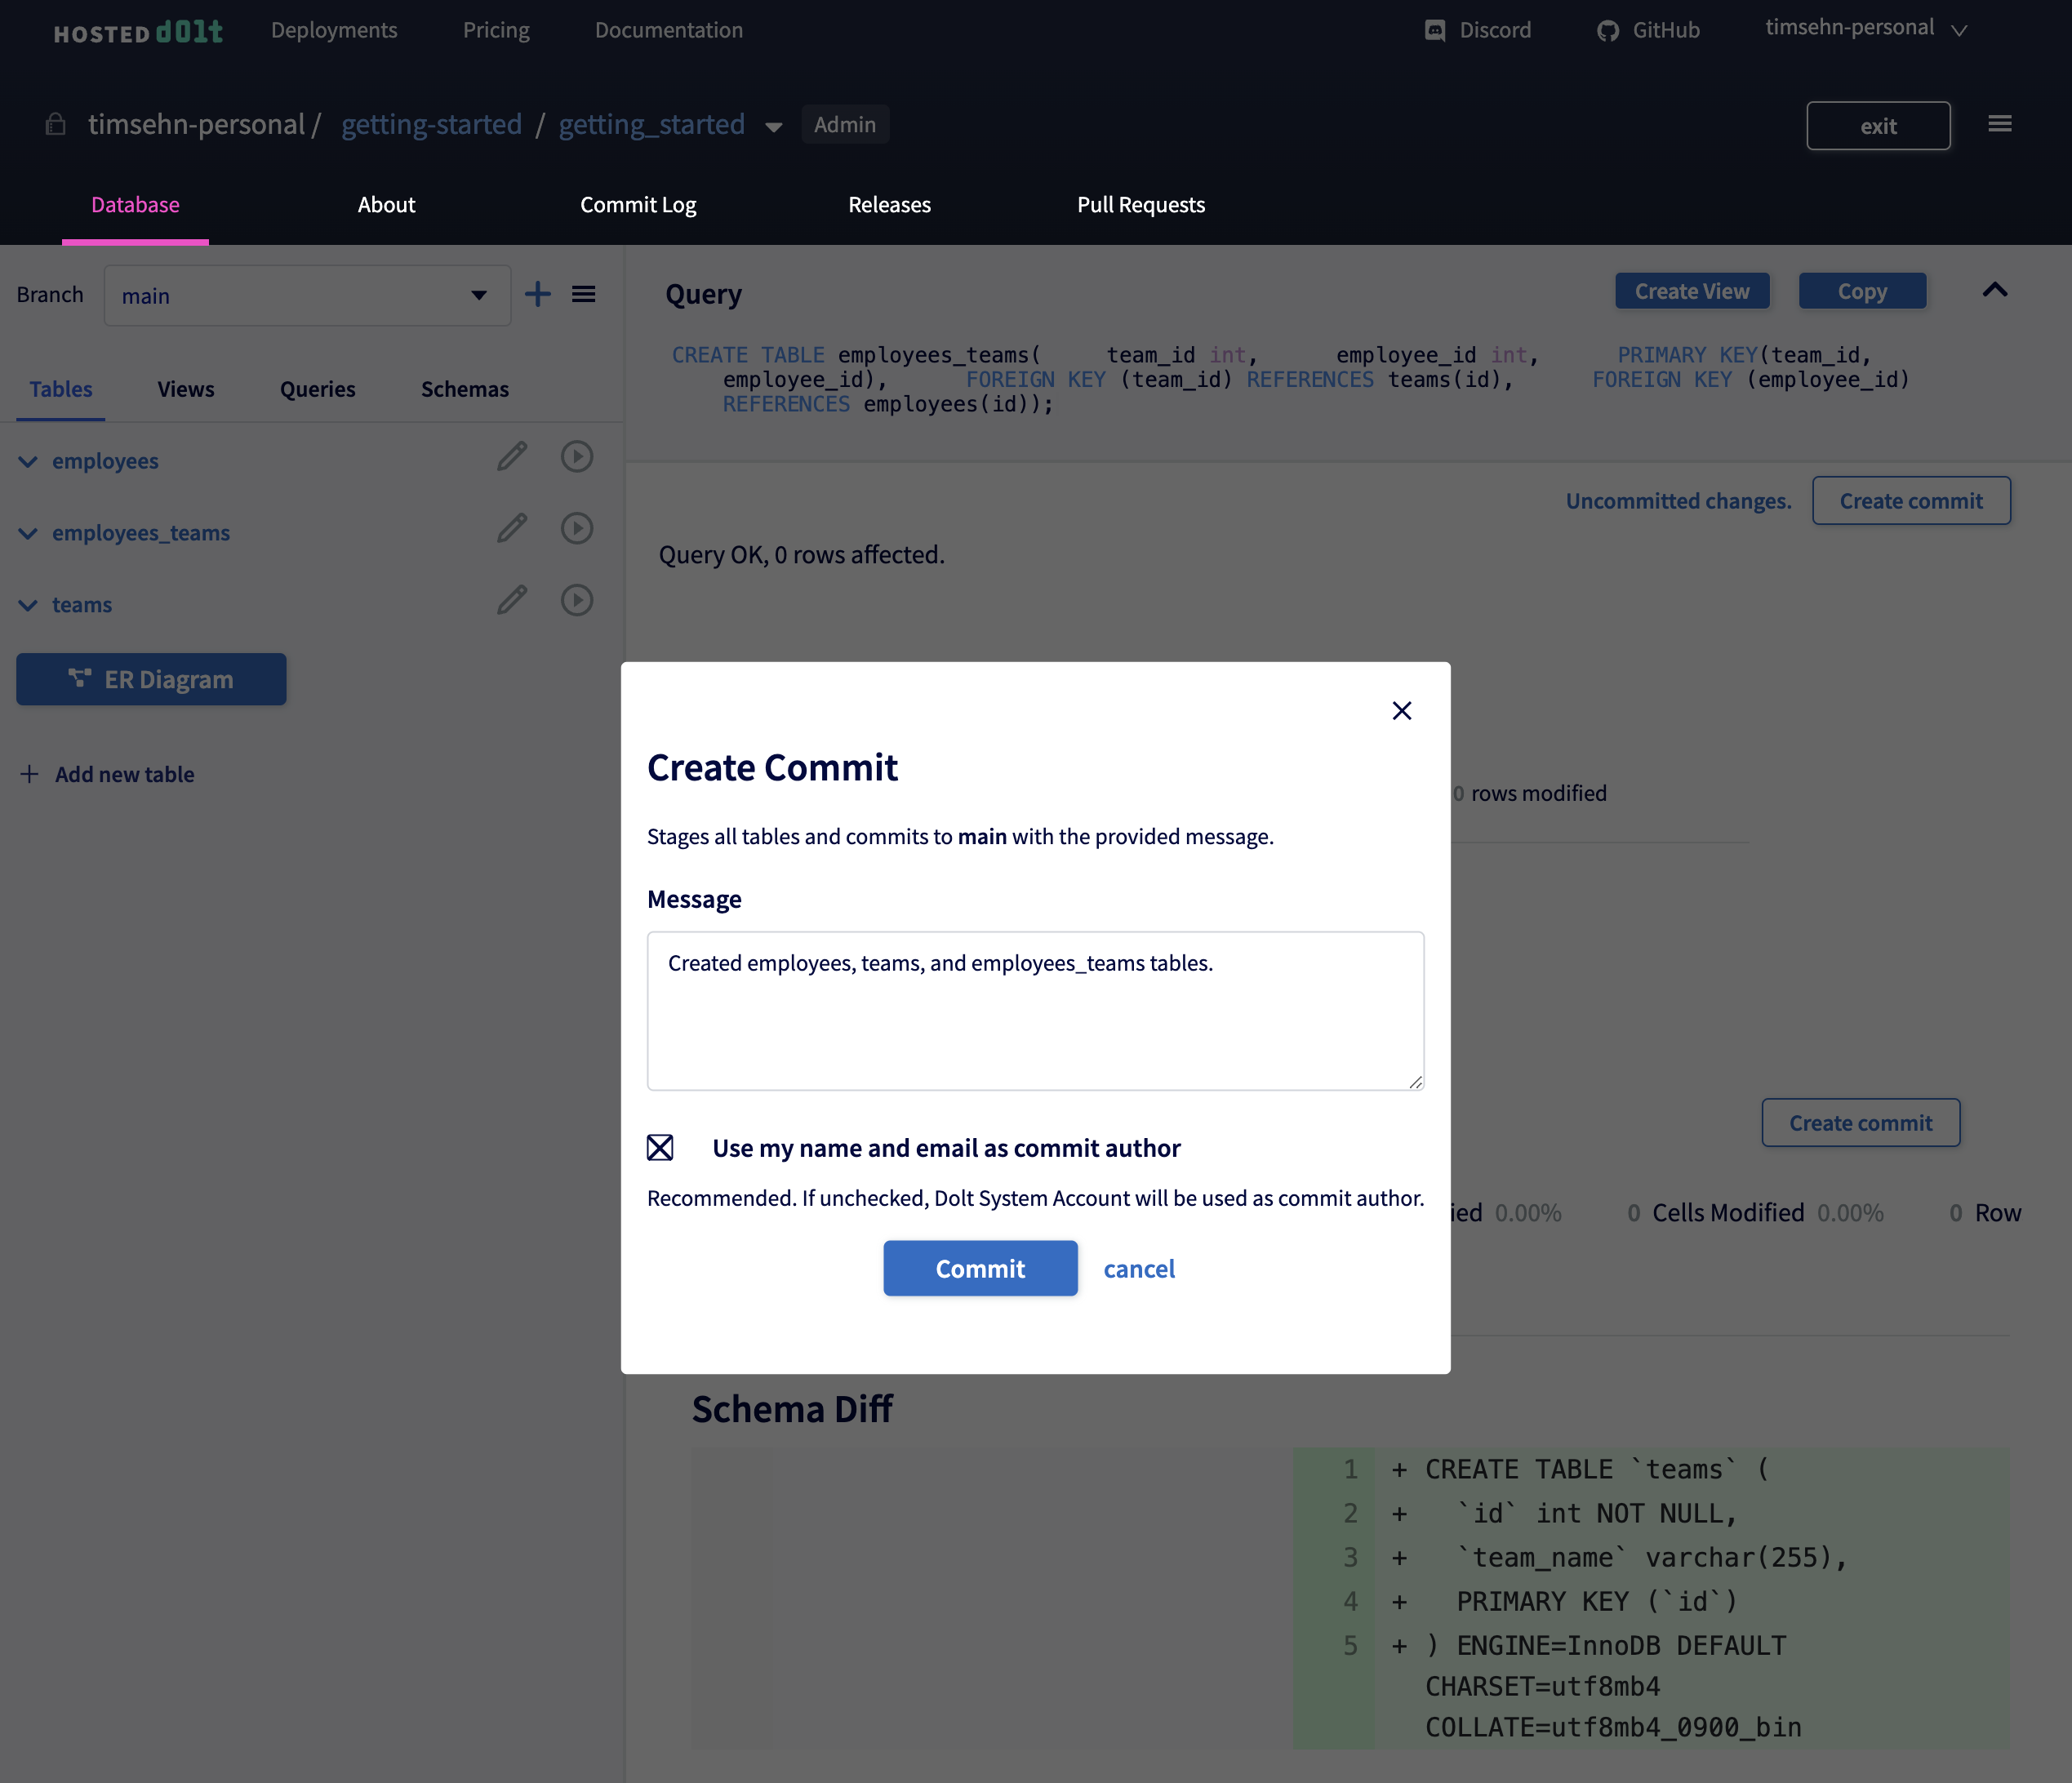 HOSTED dolt Deployments Pricing Documentation Discord GitHub timsehn-personal
timsehn-personal / getting-started / getting_started Admin exit
Database About Commit Log Releases Pull Requests
Branch main
Tables Views Queries Schemas
employees
employees_teams
teams
ER Diagram
Add new table
Query Create View Copy
CREATE TABLE employees_teams( team_id int, employee_id int, PRIMARY KEY(team_id,
employee_id), FOREIGN KEY (team_id) REFERENCES teams(id), FOREIGN KEY (employee_id)
REFERENCES employees(id));
Uncommitted changes. Create commit
Query OK, 0 rows affected.
0 rows modified
Create Commit
Stages all tables and commits to main with the provided message.
Message
Created employees, teams, and employees_teams tables.
Use my name and email as commit author
Recommended. If unchecked, Dolt System Account will be used as commit author.
Commit cancel
Create commit
ied 0.00% 0 Cells Modified 0.00% 0 Row
Schema Diff
1 + CREATE TABLE `teams` (
2 + `id` int NOT NULL,
3 + `team_name` varchar(255),
4 + PRIMARY KEY (`id`)
5 + ) ENGINE=InnoDB DEFAULT
CHARSET=utf8mb4
COLLATE=utf8mb4_0900_bin